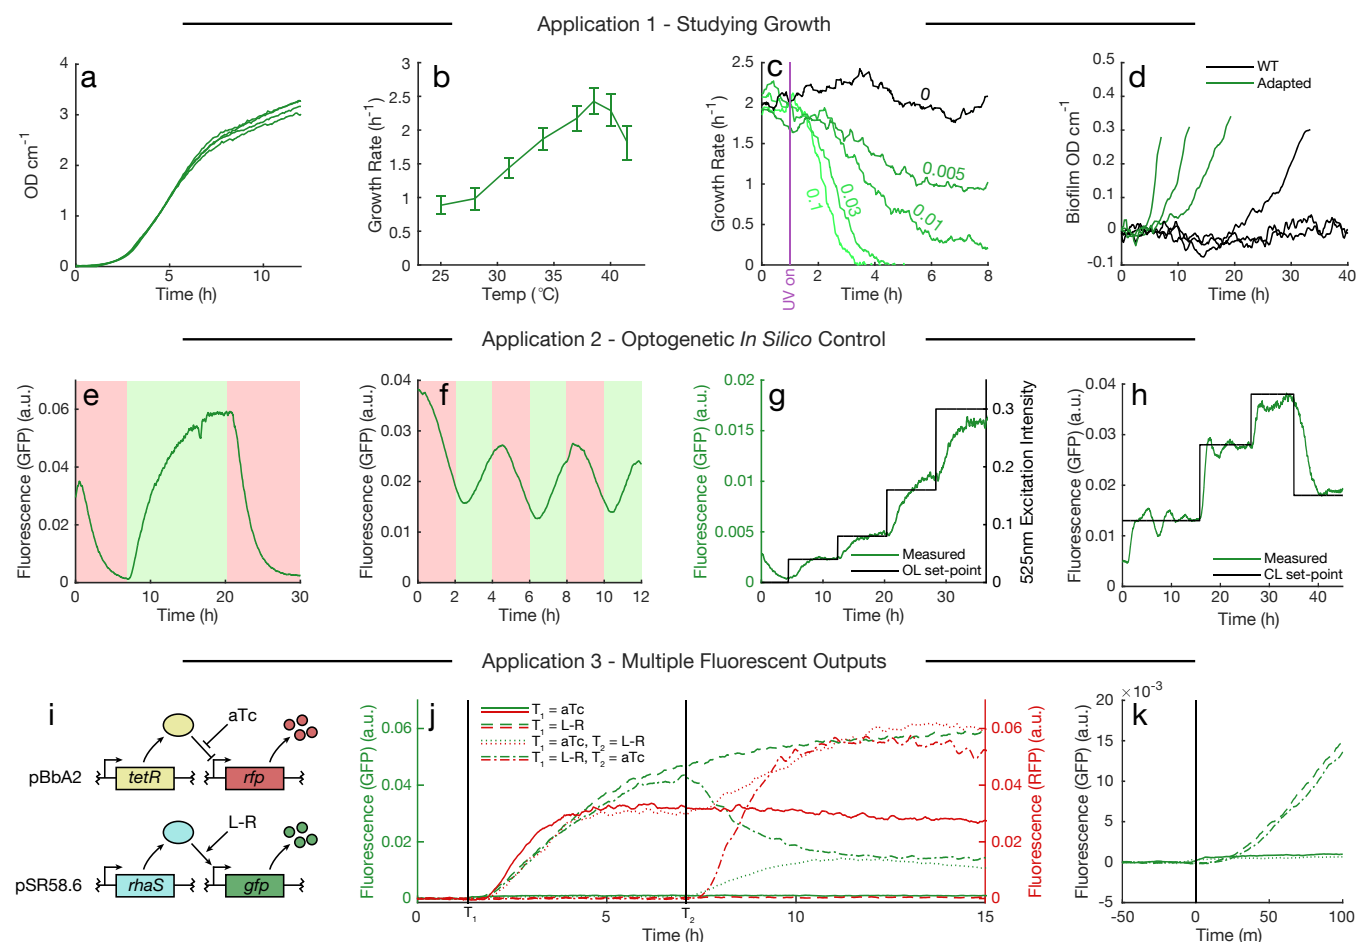 Application 1 - Studying Growth
a
OD cm-1
4
3
2
1
0
0
5
10
Time (h)
b
Growth Rate (h-1)
3
2.5
2
1.5
1
0.5
0
25
30
35
40
Temp (°C)
c
Growth Rate (h-1)
2.5
2
1.5
1
0.5
0
0
0.005
0.01
0.03
0.1
0
2
4
6
8
UV on
Time (h)
d
WT
Adapted
Biofilm OD cm-1
0.5
0.4
0.3
0.2
0.1
0
-0.1
0
10
20
30
40
Time (h)
Application 2 - Optogenetic In Silico Control
e
Fluorescence (GFP) (a.u.)
0.06
0.04
0.02
0
0
10
20
30
Time (h)
f
Fluorescence (GFP) (a.u.)
0.04
0.03
0.02
0.01
0
0
2
4
6
8
10
12
Time (h)
g
Fluorescence (GFP) (a.u.)
0.02
0.015
0.01
0.005
0
0
10
20
30
Time (h)
525nm Excitation Intensity
0.3
0.2
0.1
0
Measured
OL set-point
h
Fluorescence (GFP) (a.u.)
0.04
0.03
0.02
0.01
0
0
10
20
30
40
Time (h)
Measured
CL set-point
Application 3 - Multiple Fluorescent Outputs
i
aTc
pBbA2
tetR
rfp
L-R
pSR58.6
rhaS
gfp
j
Fluorescence (GFP) (a.u.)
0.06
0.04
0.02
0
T1 = aTc
T1 = L-R
T1 = aTc, T2 = L-R
T1 = L-R, T2 = aTc
0
T1
5
T2
10
15
Time (h)
Fluorescence (RFP) (a.u.)
0.06
0.04
0.02
0
k
×10-3
Fluorescence (GFP) (a.u.)
20
15
10
5
0
-5
-50
0
50
100
Time (m)